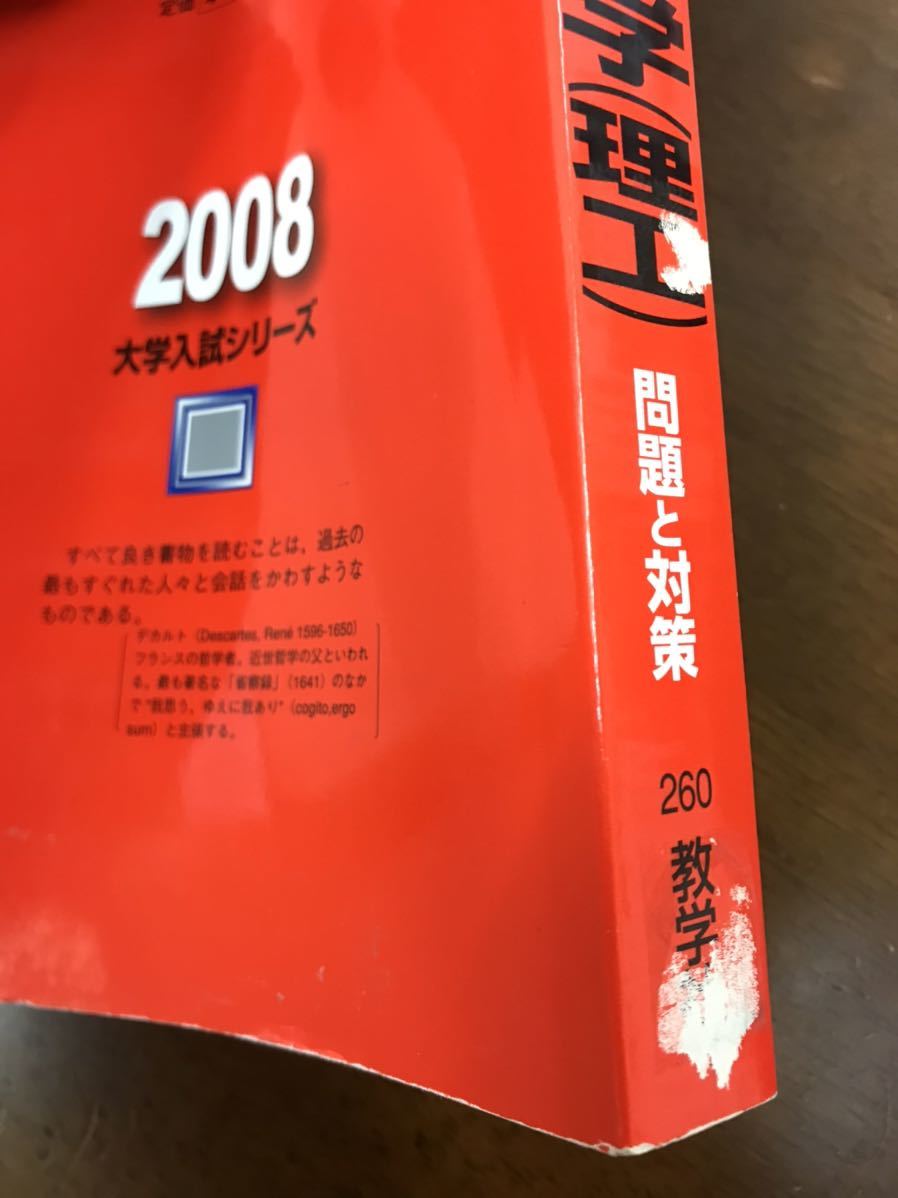 定価
2008
大学入試シリーズ
すべて良き書物を読むことは、過去の
最もすぐれた人々と会話をかわすような
ものである。
デカルト（Descartes, René 1596-1650）
フランスの哲学者。近世哲学の父といわれ
る。最も著名な「省察録」（1641）のなか
で“我思う、ゆえに我あり”（cogito,ergo
sum）と主張する。
学(理工)
問題と対策
260
教学